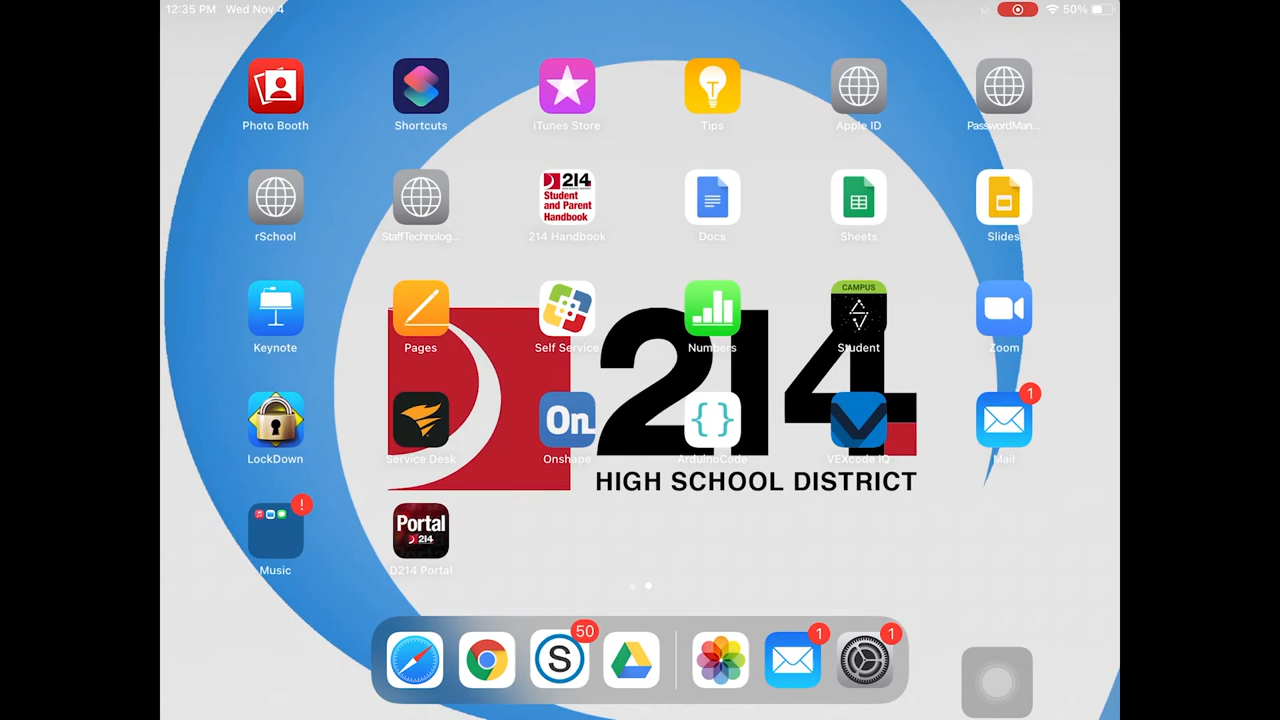 12:35 PM Wed Nov 4
50%
Photo Booth
Shortcuts
iTunes Store
Tips
Apple ID
PasswordMan...
rSchool
StaffTechnolog...
214
Student
and Parent
Handbook
214 Handbook
Docs
Sheets
Slides
Keynote
Pages
Self Service
Numbers
CAMPUS
Student
Zoom
214
HIGH SCHOOL DISTRICT
LockDown
Service Desk
On
Onshape
{}
ArduinoCode
VEXcode IQ
1
Mail
!
Music
Portal
214
D214 Portal
S
50
1
1